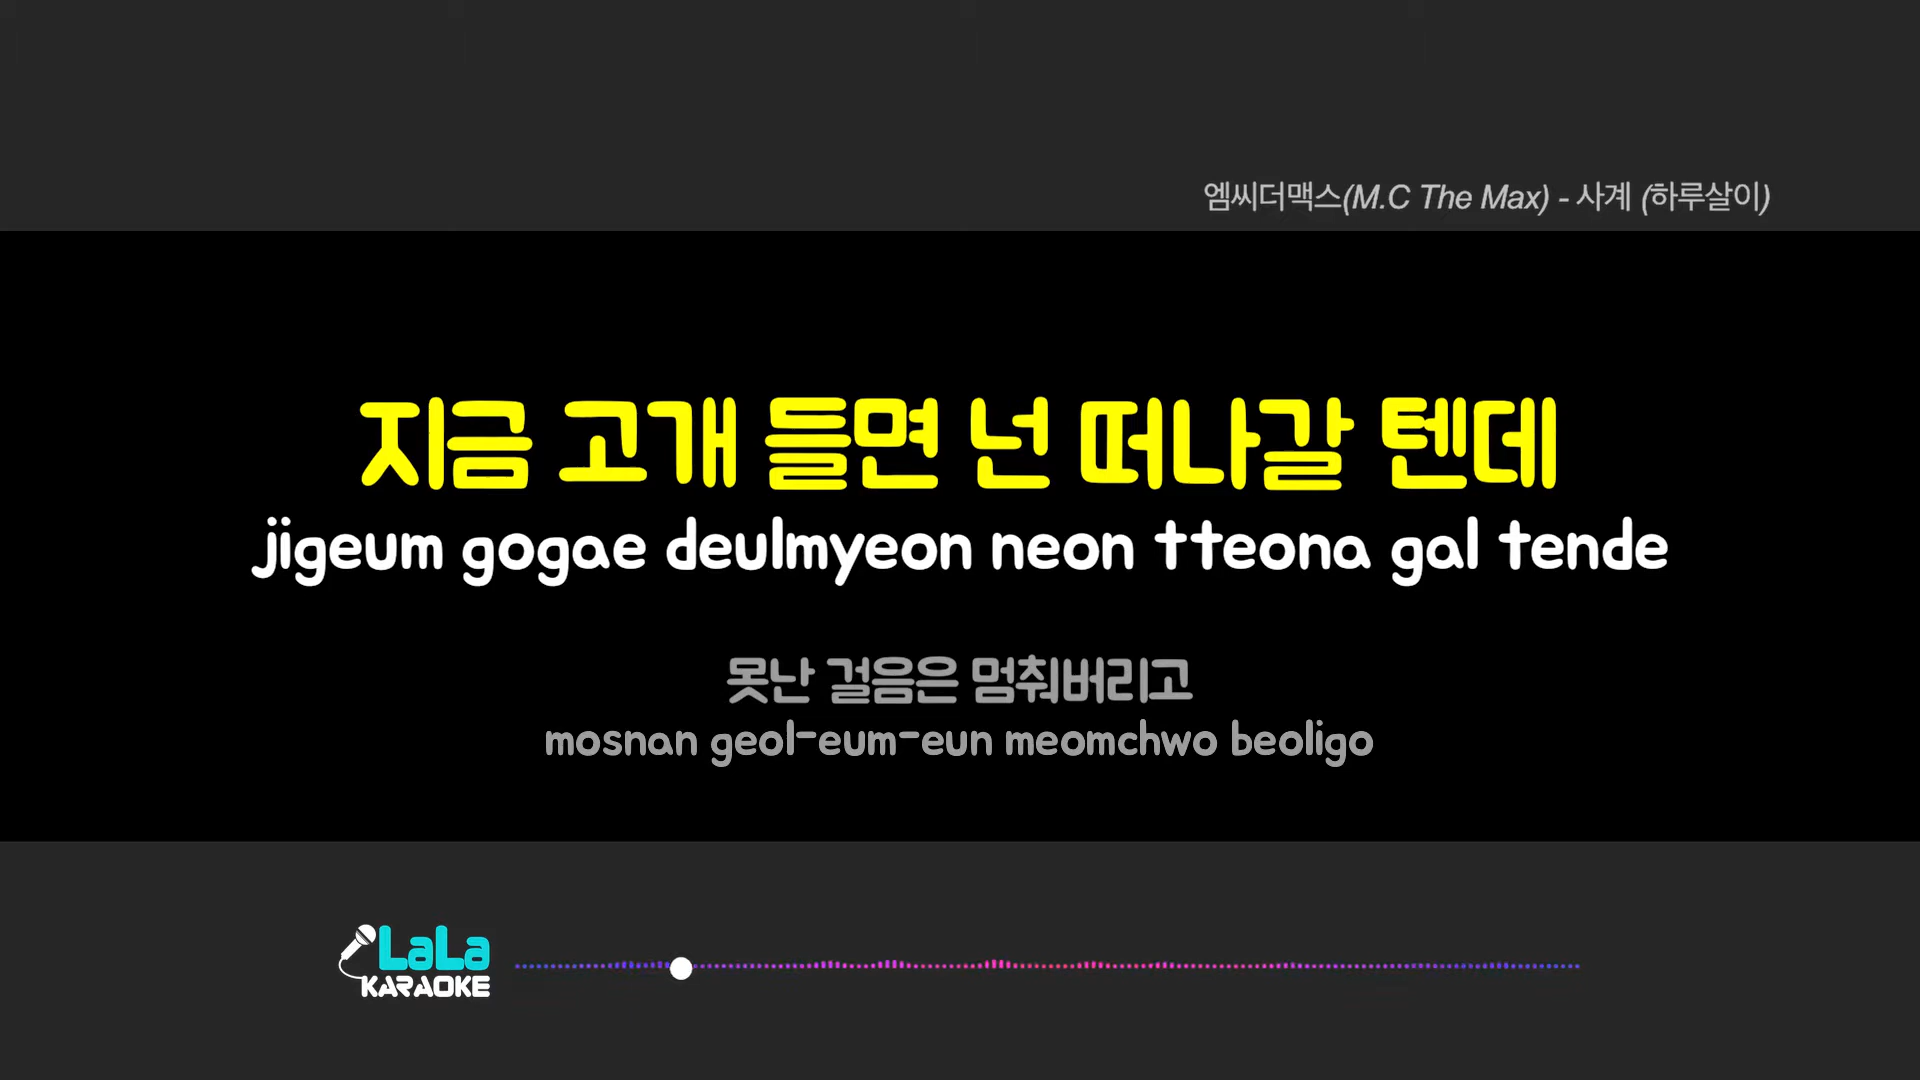 엠씨더맥스(M.C The Max) - 사계 (하루살이)
지금 고개 들면 넌 떠나갈 텐데
jigeum gogae deulmyeon neon tteona gal tende
못난 걸음은 멈춰버리고
mosnan geol-eum-eun meomchwo beoligo
LaLa
KARAOKE